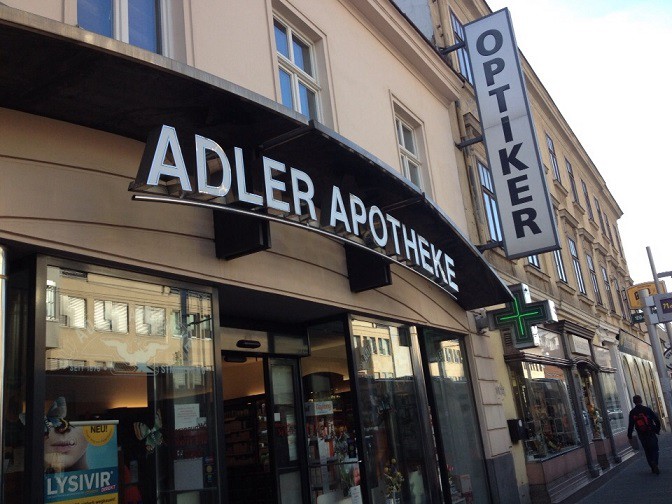 ADLER APOTHEKE
OPTIKER
NEU!
LYSIVIR